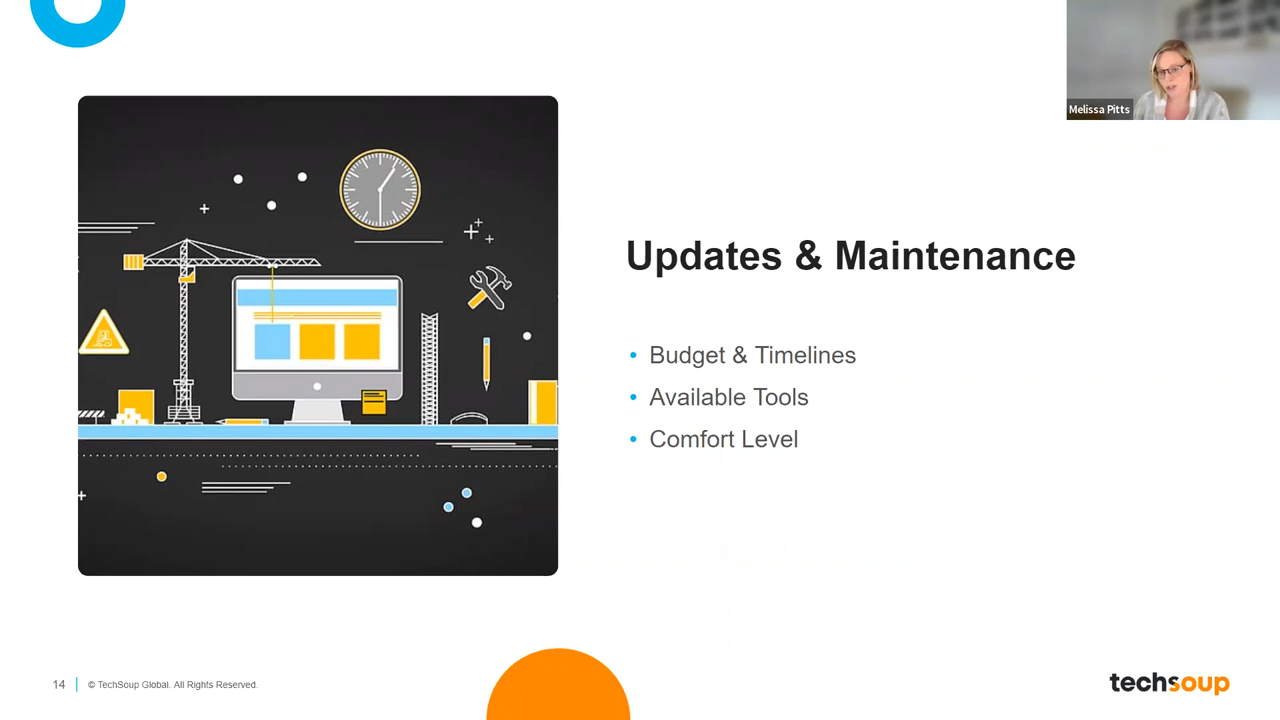 Melissa Pitts
Updates & Maintenance
• Budget & Timelines
• Available Tools
• Comfort Level
14
© TechSoup Global. All Rights Reserved.
techsoup